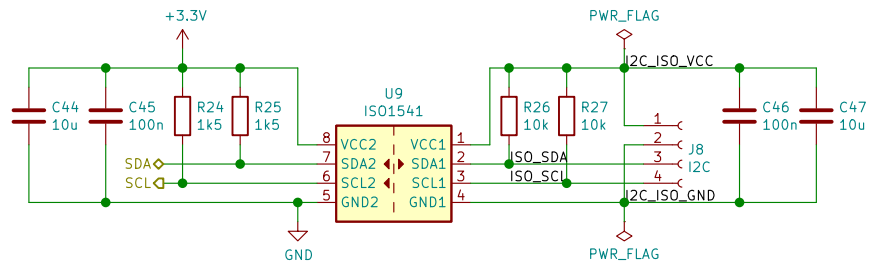 +3.3V
PWR_FLAG
I2C_ISO_VCC
C44
10u
C45
100n
R24
1k5
R25
1k5
U9
ISO1541
R26
10k
R27
10k
C46
100n
C47
10u
8 VCC2 VCC1 1
7 SDA2 SDA1 2
6 SCL2 SCL1 3
5 GND2 GND1 4
SDA
SCL
ISO_SDA
ISO_SCL
1
2
3
4
J8
I2C
I2C_ISO_GND
GND
PWR_FLAG